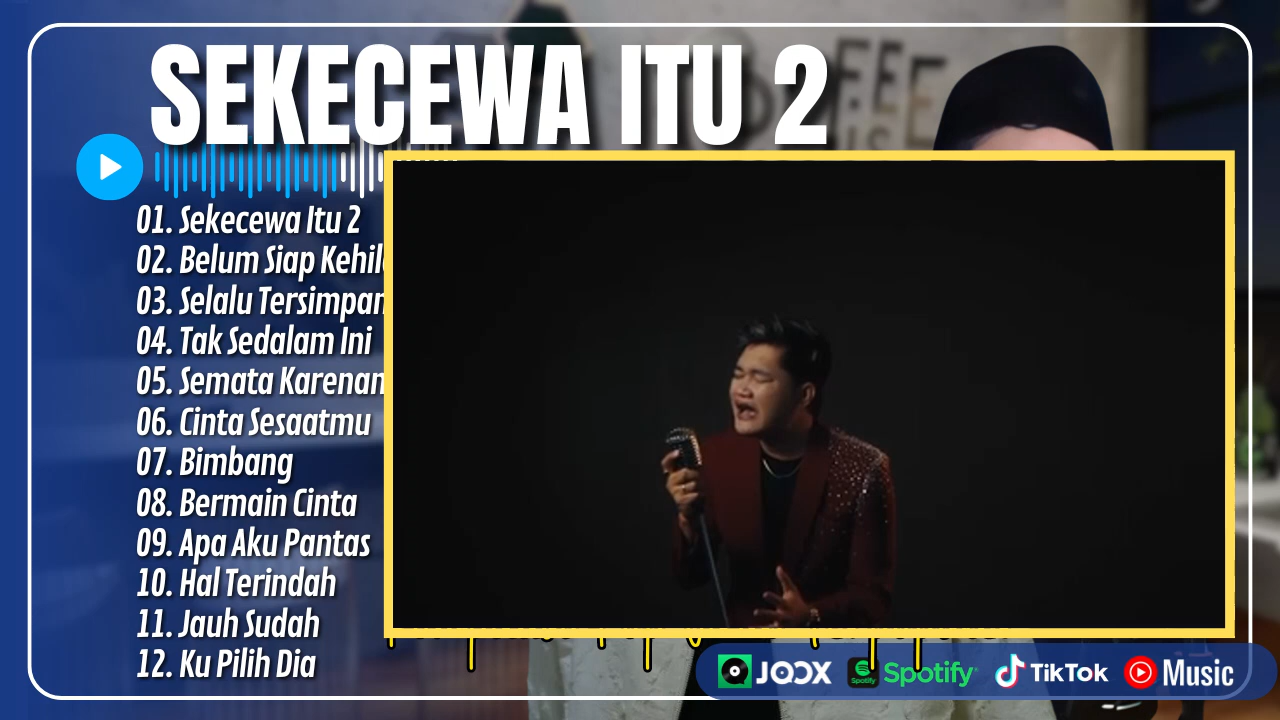 SEKECEWA ITU 2
01. Sekecewa Itu 2
02. Belum Siap
03. Selalu Tersimpan
04. Tak Sedalam Ini
05. Semata
06. Cinta Sesaatmu
07. Bimbang
08. Bermain Cinta
09. Apa Aku Pantas
10. Hal Terindah
11. Jauh Sudah
12. Ku Pilih Dia
JOOX Spotify Spotify TikTok Music